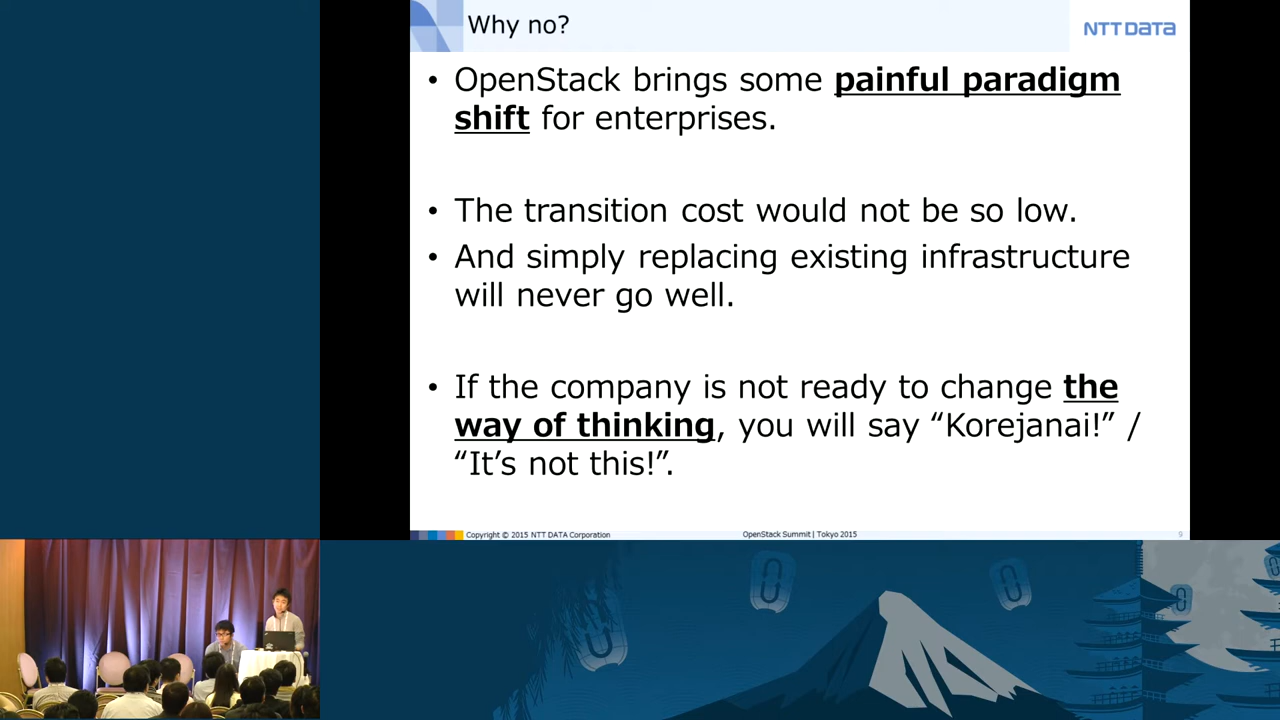 Why no?
NTT DATA
• OpenStack brings some painful paradigm
shift for enterprises.
• The transition cost would not be so low.
• And simply replacing existing infrastructure
will never go well.
• If the company is not ready to change the
way of thinking, you will say “Korejanai!” /
“It’s not this!”.
Copyright © 2015 NTT DATA Corporation
OpenStack Summit | Tokyo 2015
9